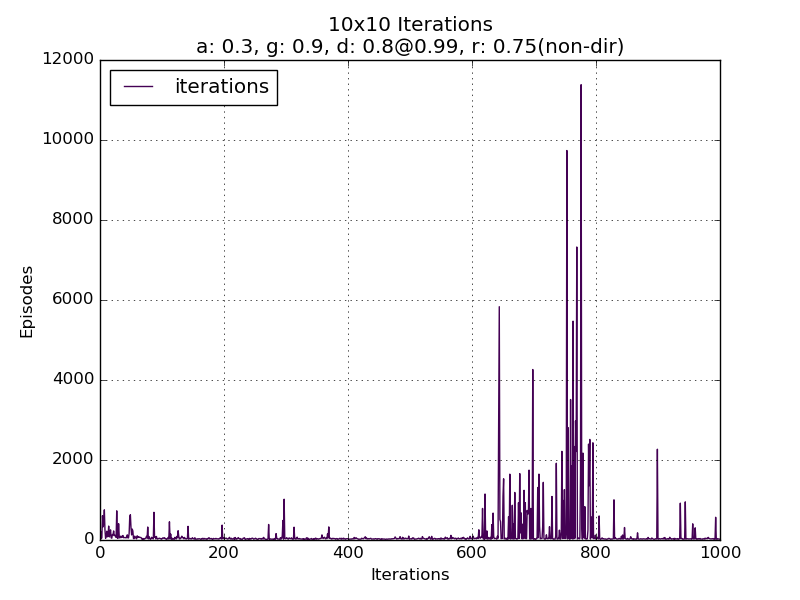 10x10 Iterations
a: 0.3, g: 0.9, d: 0.8@0.99, r: 0.75(non-dir)
12000
iterations
10000
8000
6000
4000
2000
0
Episodes
0 200 400 600 800 1000
Iterations